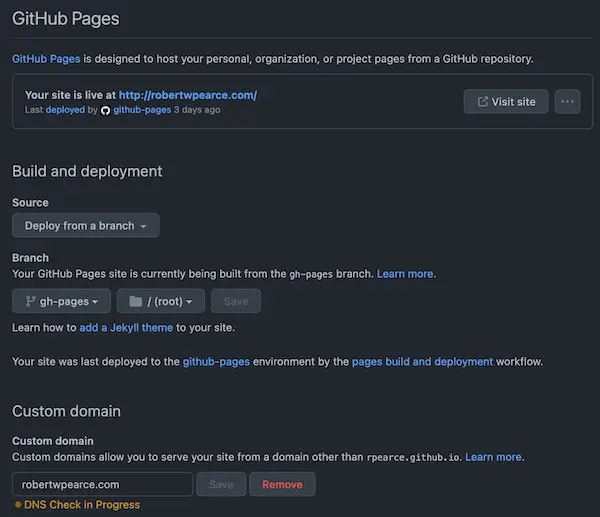 GitHub Pages
GitHub Pages is designed to host your personal, organization, or project pages from a GitHub repository.
Your site is live at http://robertwpearce.com/
Last deployed by github-pages 3 days ago
Visit site
Build and deployment
Source
Deploy from a branch
Branch
Your GitHub Pages site is currently being built from the gh-pages branch. Learn more.
gh-pages / (root) Save
Learn how to add a Jekyll theme to your site.
Your site was last deployed to the github-pages environment by the pages build and deployment workflow.
Custom domain
Custom domain
Custom domains allow you to serve your site from a domain other than rpearce.github.io. Learn more.
robertwpearce.com Save Remove
DNS Check in Progress